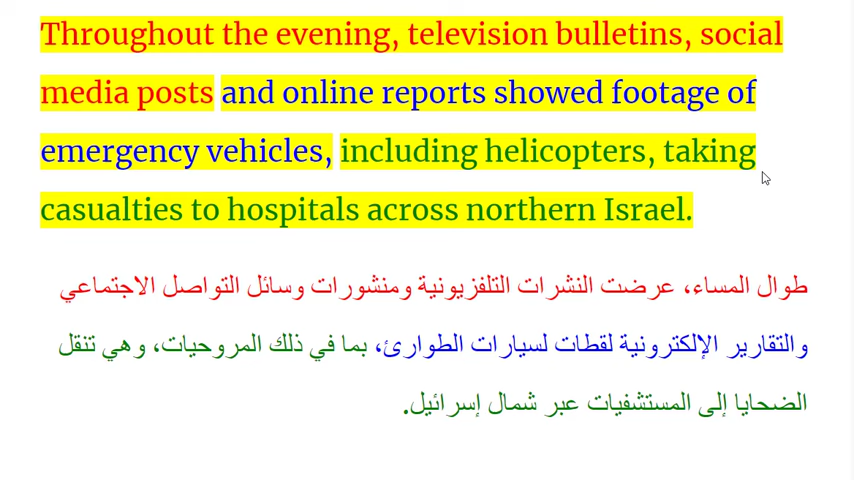 Throughout the evening, television bulletins, social
media posts and online reports showed footage of
emergency vehicles, including helicopters, taking
casualties to hospitals across northern Israel.
طوال المساء، عرضت النشرات التلفزيونية ومنشورات وسائل التواصل الاجتماعي
والتقارير الإلكترونية لقطات لسيارات الطوارئ، بما في ذلك المروحيات، وهي تنقل
الضحايا إلى المستشفيات عبر شمال إسرائيل.